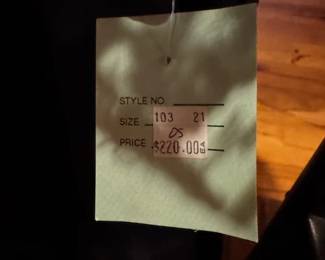 STYLE NO.
103 21
SIZE
OS
PRICE $220.00